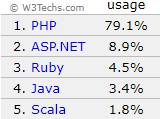 © W3Techs.com usage
1. PHP 79.1%
2. ASP.NET 8.9%
3. Ruby 4.5%
4. Java 3.4%
5. Scala 1.8%